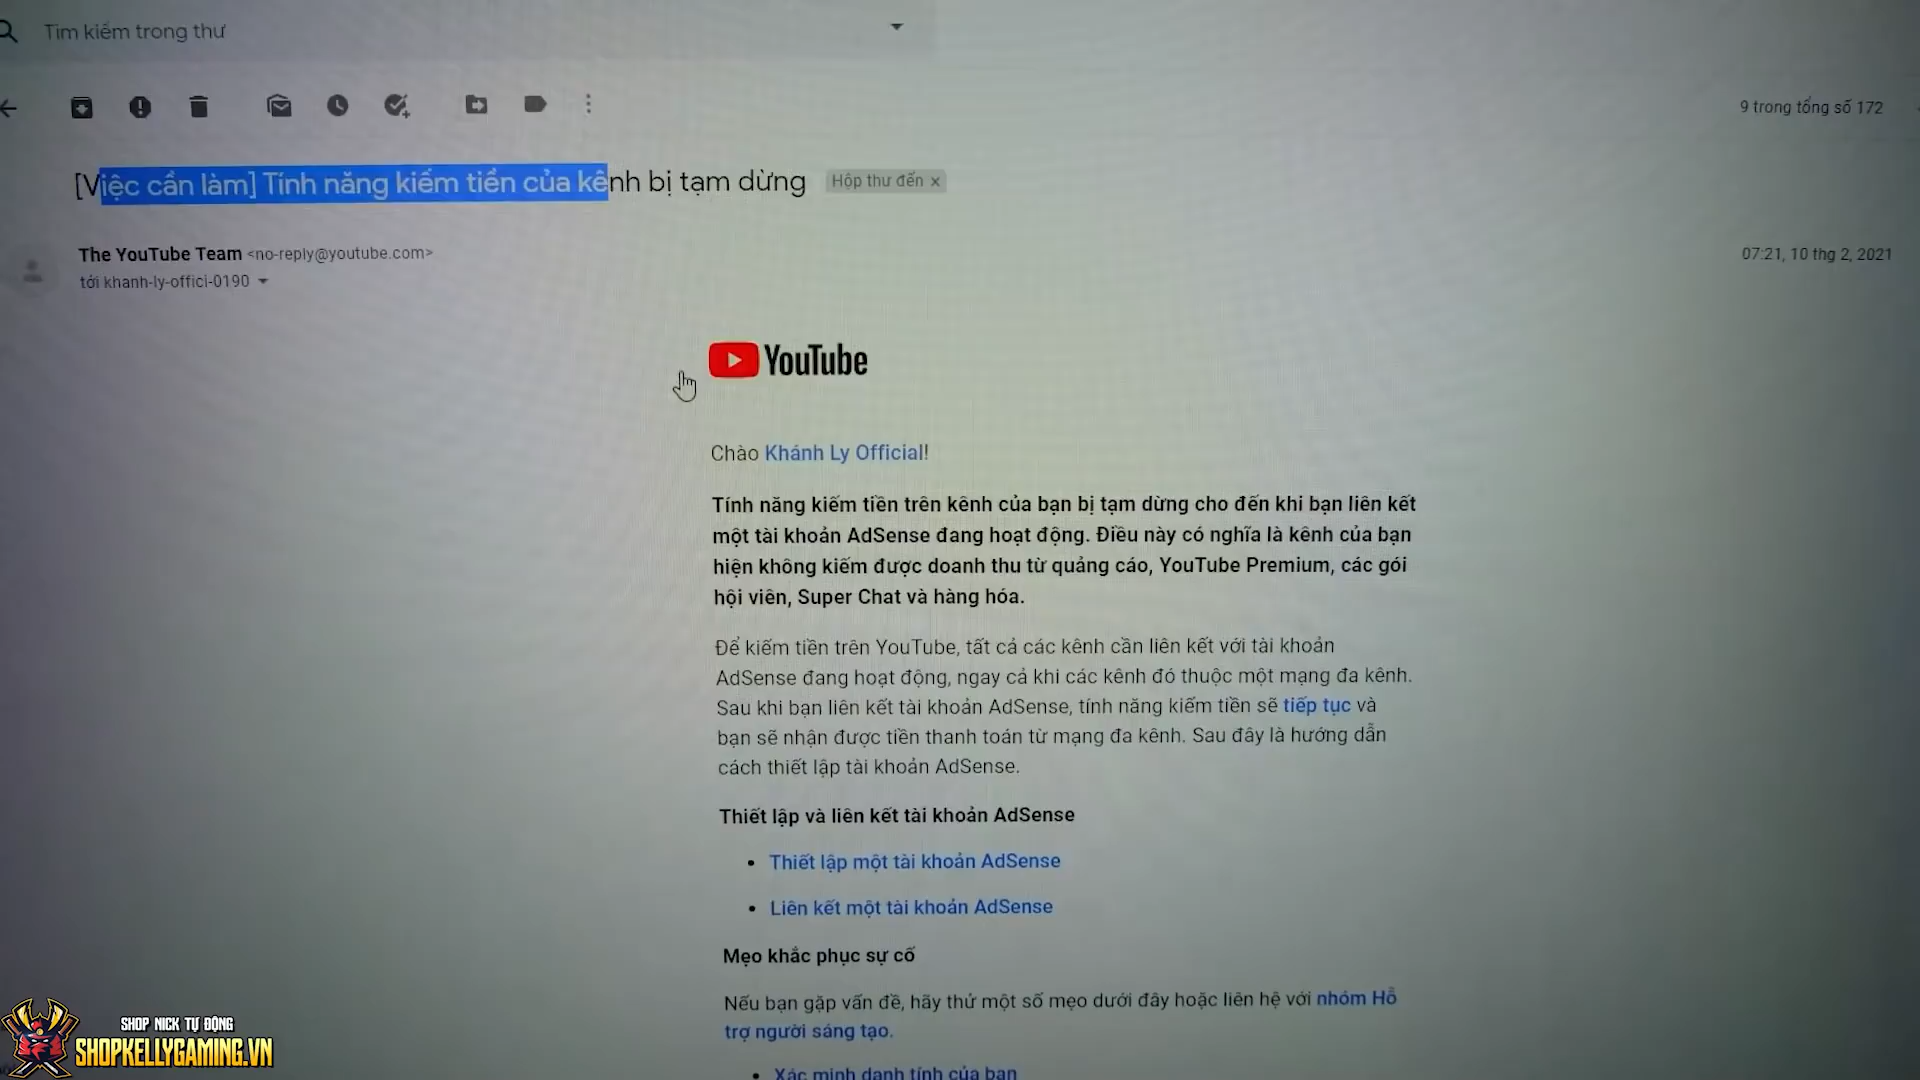 Tìm kiếm trong thư
9 trong tổng số 172
[Việc cần làm] Tính năng kiếm tiền của kênh bị tạm dừng
Hộp thư đến ×
The YouTube Team <no-reply@youtube.com>
07:21, 10 thg 2, 2021
tới khanh-ly-offici-0190
YouTube
Chào Khánh Ly Official!
Tính năng kiếm tiền trên kênh của bạn bị tạm dừng cho đến khi bạn liên kết
một tài khoản AdSense đang hoạt động. Điều này có nghĩa là kênh của bạn
hiện không kiếm được doanh thu từ quảng cáo, YouTube Premium, các gói
hội viên, Super Chat và hàng hóa.
Để kiếm tiền trên YouTube, tất cả các kênh cần liên kết với tài khoản
AdSense đang hoạt động, ngay cả khi các kênh đó thuộc một mạng đa kênh.
Sau khi bạn liên kết tài khoản AdSense, tính năng kiếm tiền sẽ tiếp tục và
bạn sẽ nhận được tiền thanh toán từ mạng đa kênh. Sau đây là hướng dẫn
cách thiết lập tài khoản AdSense.
Thiết lập và liên kết tài khoản AdSense
• Thiết lập một tài khoản AdSense
• Liên kết một tài khoản AdSense
Mẹo khắc phục sự cố
Nếu bạn gặp vấn đề, hãy thử một số mẹo dưới đây hoặc liên hệ với nhóm Hỗ
trợ người sáng tạo.
• Xác minh danh tính của bạn
SHOP NICK TỰ ĐỘNG
SHOPKELLYGAMING.VN